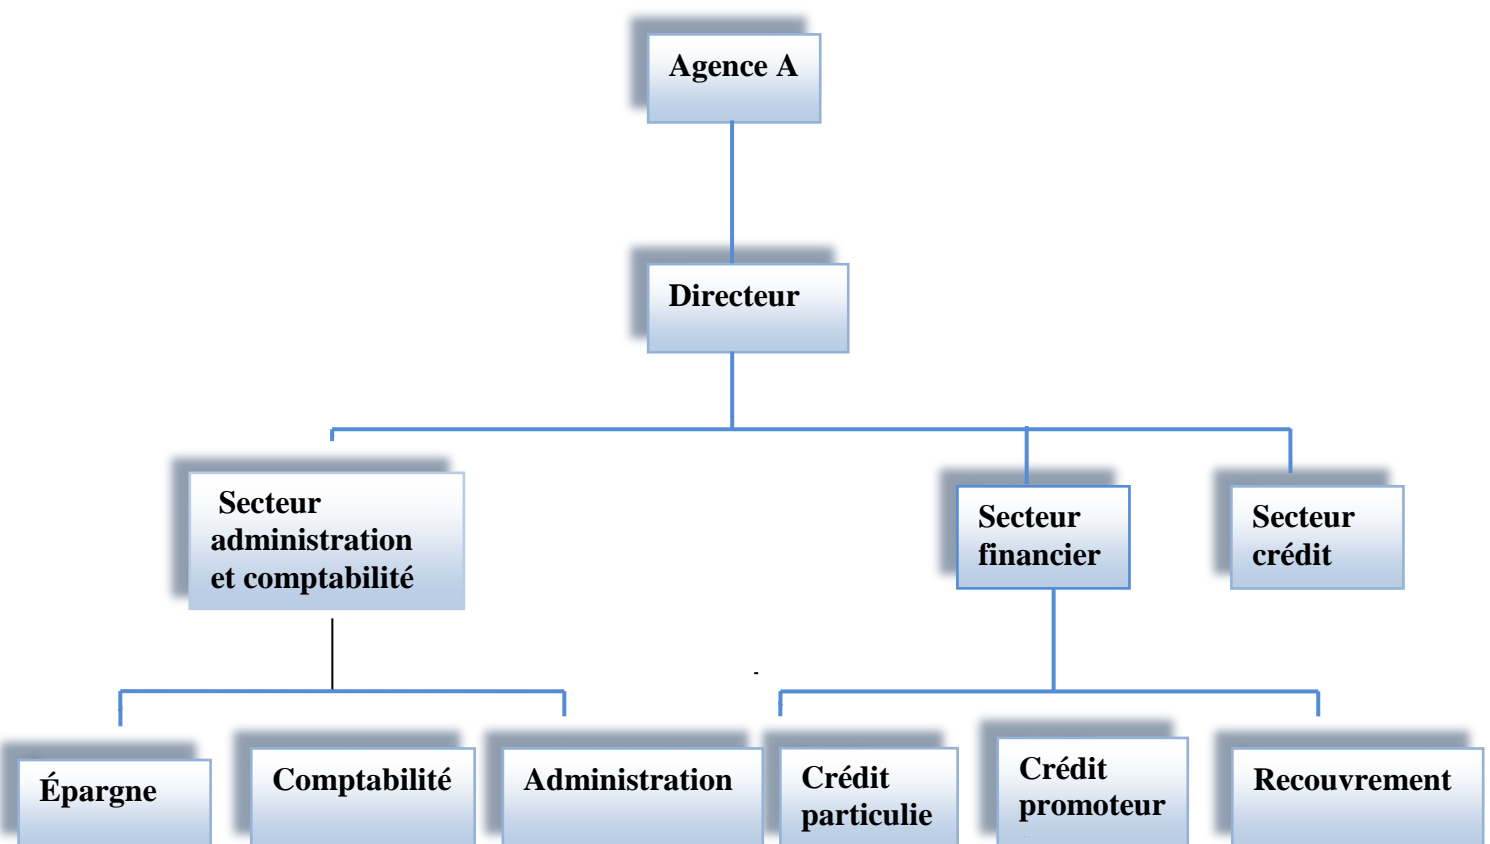 Agence A
Directeur
Secteur
administration
et comptabilité
Secteur
financier
Secteur
crédit
-
Épargne
Comptabilité
Administration
Crédit
particulie
Crédit
promoteur
Recouvrement